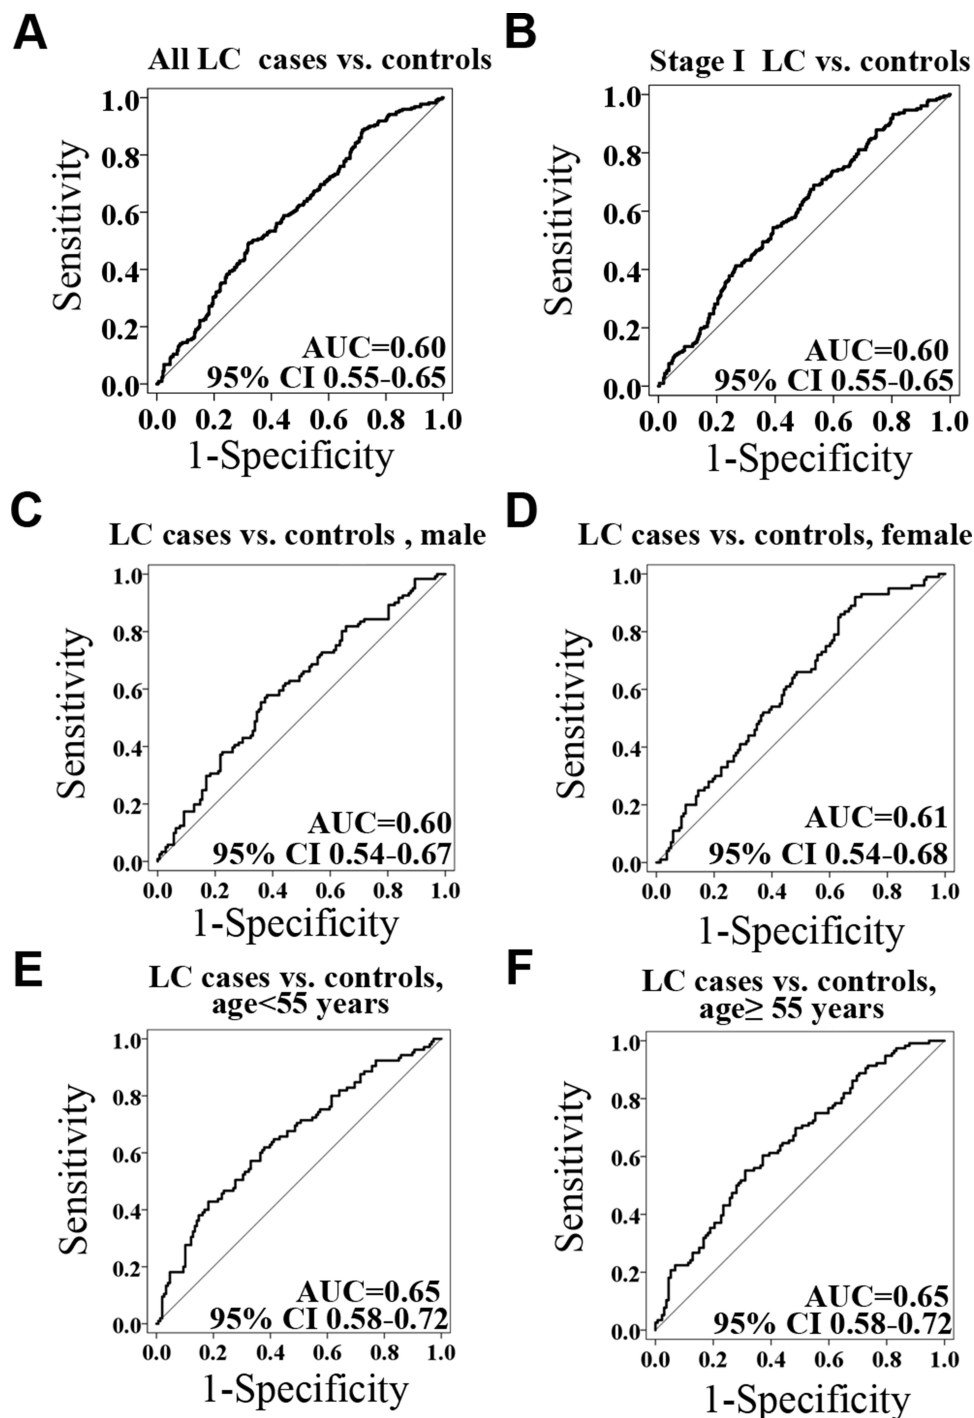 A
All LC cases vs. controls
Sensitivity
1.0
0.8
0.6
0.4
0.2
0.0
AUC=0.60
95% CI 0.55-0.65
0.0 0.2 0.4 0.6 0.8 1.0
1-Specificity
B
Stage I LC vs. controls
Sensitivity
1.0
0.8
0.6
0.4
0.2
0.0
AUC=0.60
95% CI 0.55-0.65
0.0 0.2 0.4 0.6 0.8 1.0
1-Specificity
C
LC cases vs. controls , male
Sensitivity
1.0
0.8
0.6
0.4
0.2
0.0
AUC=0.60
95% CI 0.54-0.67
0.0 0.2 0.4 0.6 0.8 1.0
1-Specificity
D
LC cases vs. controls, female
Sensitivity
1.0
0.8
0.6
0.4
0.2
0.0
AUC=0.61
95% CI 0.54-0.68
0.0 0.2 0.4 0.6 0.8 1.0
1-Specificity
E
LC cases vs. controls,
age<55 years
Sensitivity
1.0
0.8
0.6
0.4
0.2
0.0
AUC=0.65
95% CI 0.58-0.72
0.0 0.2 0.4 0.6 0.8 1.0
1-Specificity
F
LC cases vs. controls,
age≥ 55 years
Sensitivity
1.0
0.8
0.6
0.4
0.2
0.0
AUC=0.65
95% CI 0.58-0.72
0.0 0.2 0.4 0.6 0.8 1.0
1-Specificity